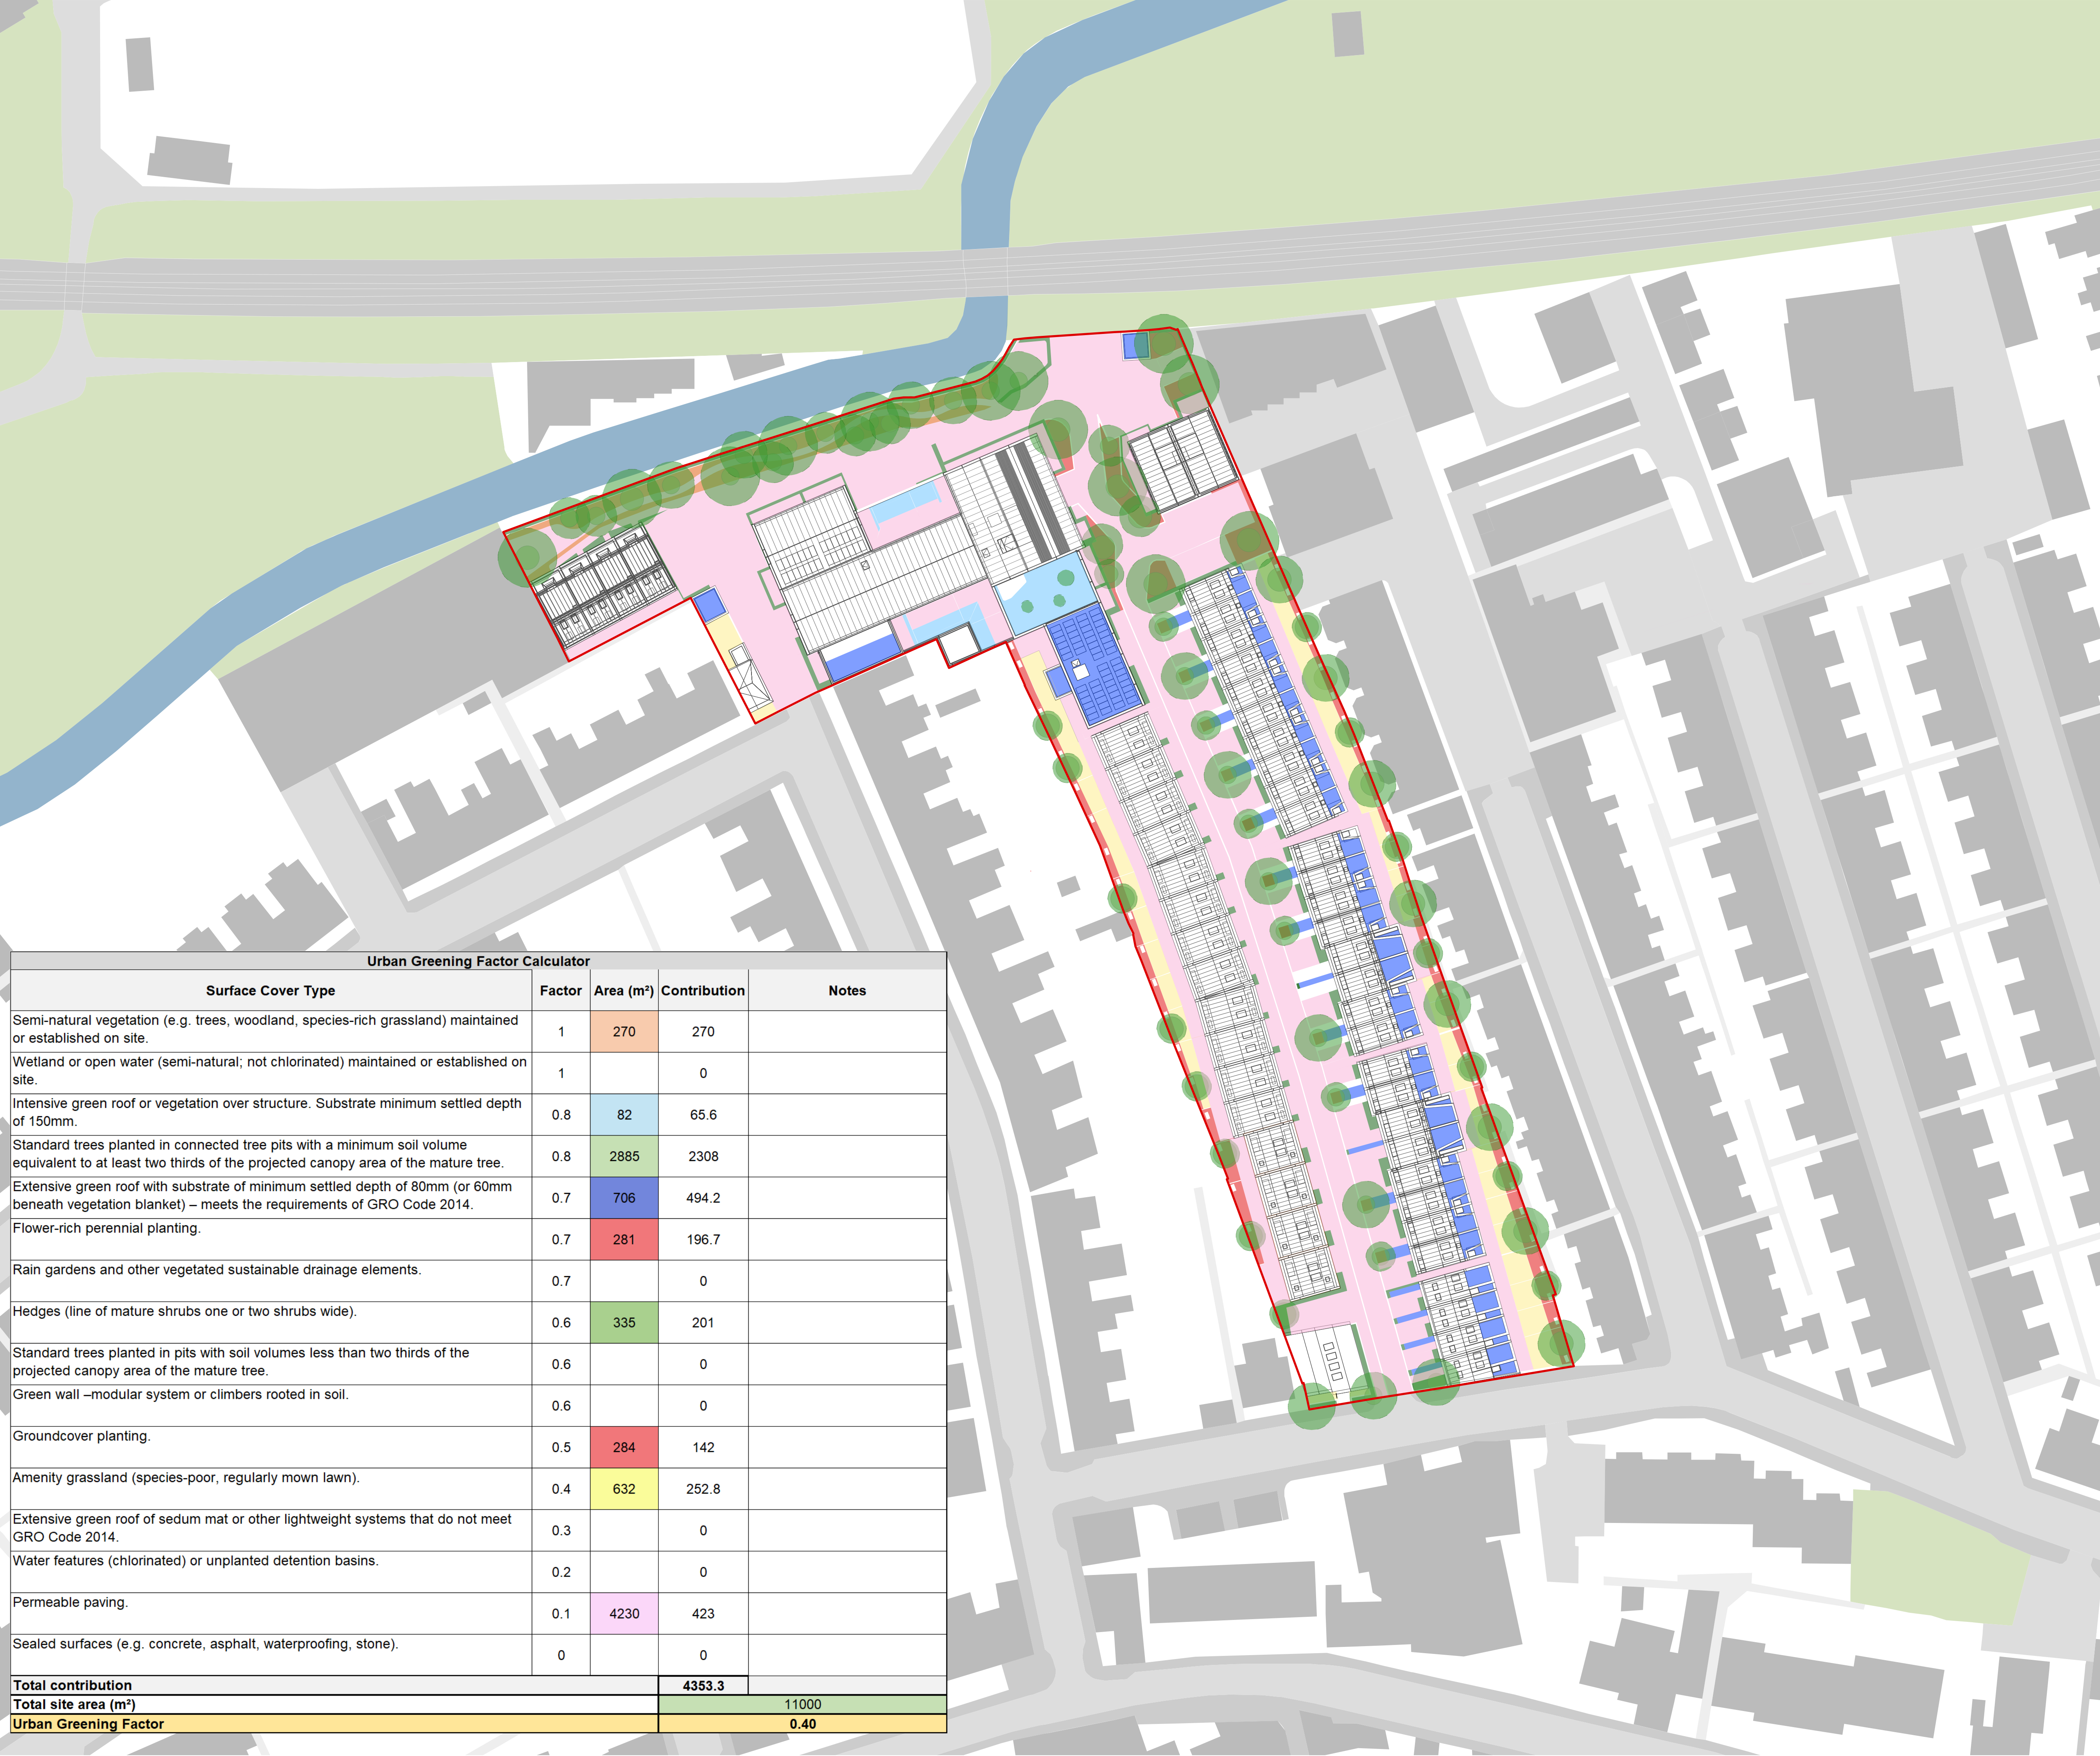 Urban Greening Factor Calculator
Surface Cover Type Factor Area (m²) Contribution Notes
Semi-natural vegetation (e.g. trees, woodland, species-rich grassland) maintained
or established on site.
1 270 270
Wetland or open water (semi-natural; not chlorinated) maintained or established on
site.
1 0
Intensive green roof or vegetation over structure. Substrate minimum settled depth
of 150mm.
0.8 82 65.6
Standard trees planted in connected tree pits with a minimum soil volume
equivalent to at least two thirds of the projected canopy area of the mature tree.
0.8 2885 2308
Extensive green roof with substrate of minimum settled depth of 80mm (or 60mm
beneath vegetation blanket) – meets the requirements of GRO Code 2014.
0.7 706 494.2
Flower-rich perennial planting.
0.7 281 196.7
Rain gardens and other vegetated sustainable drainage elements.
0.7 0
Hedges (line of mature shrubs one or two shrubs wide).
0.6 335 201
Standard trees planted in pits with soil volumes less than two thirds of the
projected canopy area of the mature tree.
0.6 0
Green wall –modular system or climbers rooted in soil.
0.6 0
Groundcover planting.
0.5 284 142
Amenity grassland (species-poor, regularly mown lawn).
0.4 632 252.8
Extensive green roof of sedum mat or other lightweight systems that do not meet
GRO Code 2014.
0.3 0
Water features (chlorinated) or unplanted detention basins.
0.2 0
Permeable paving.
0.1 4230 423
Sealed surfaces (e.g. concrete, asphalt, waterproofing, stone).
0 0
Total contribution 4353.3
Total site area (m²) 11000
Urban Greening Factor 0.40